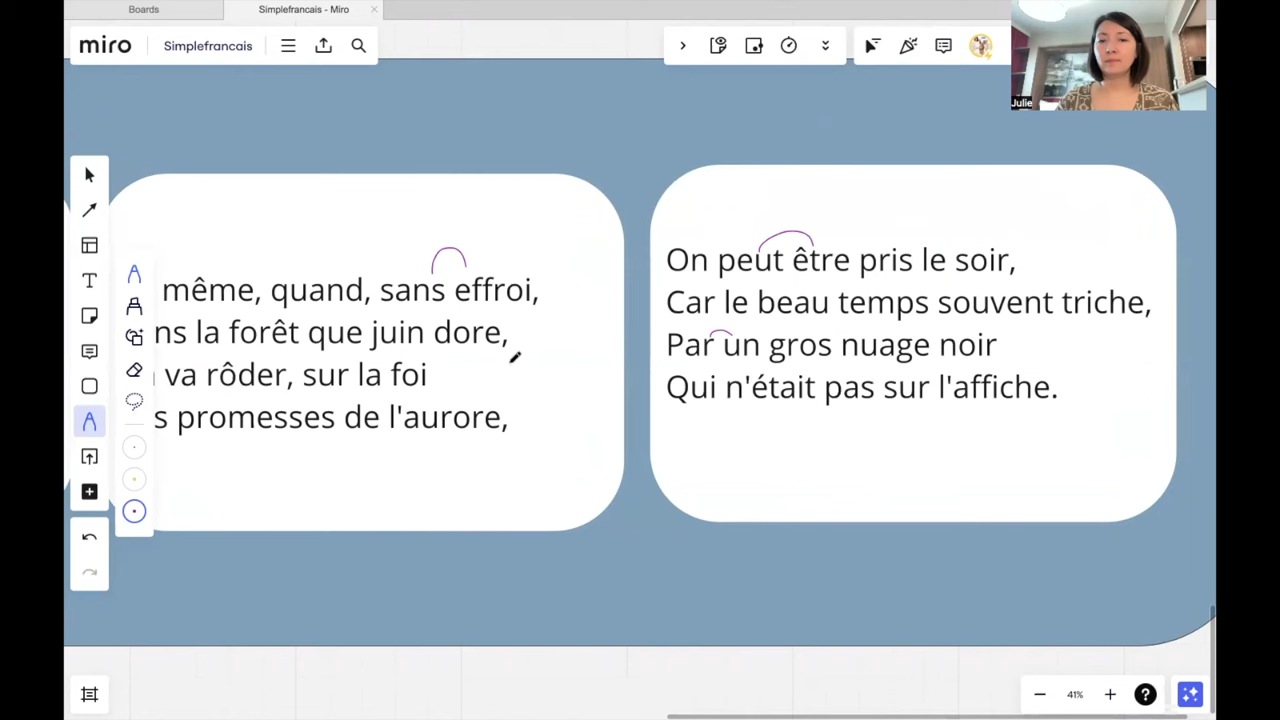 Boards
Simplefrancais - Miro
miro
Simplefrancais
Julie
même, quand, sans effroi,
ns la forêt que juin dore,
va rôder, sur la foi
s promesses de l'aurore,
On peut être pris le soir,
Car le beau temps souvent triche,
Par un gros nuage noir
Qui n'était pas sur l'affiche.
41%